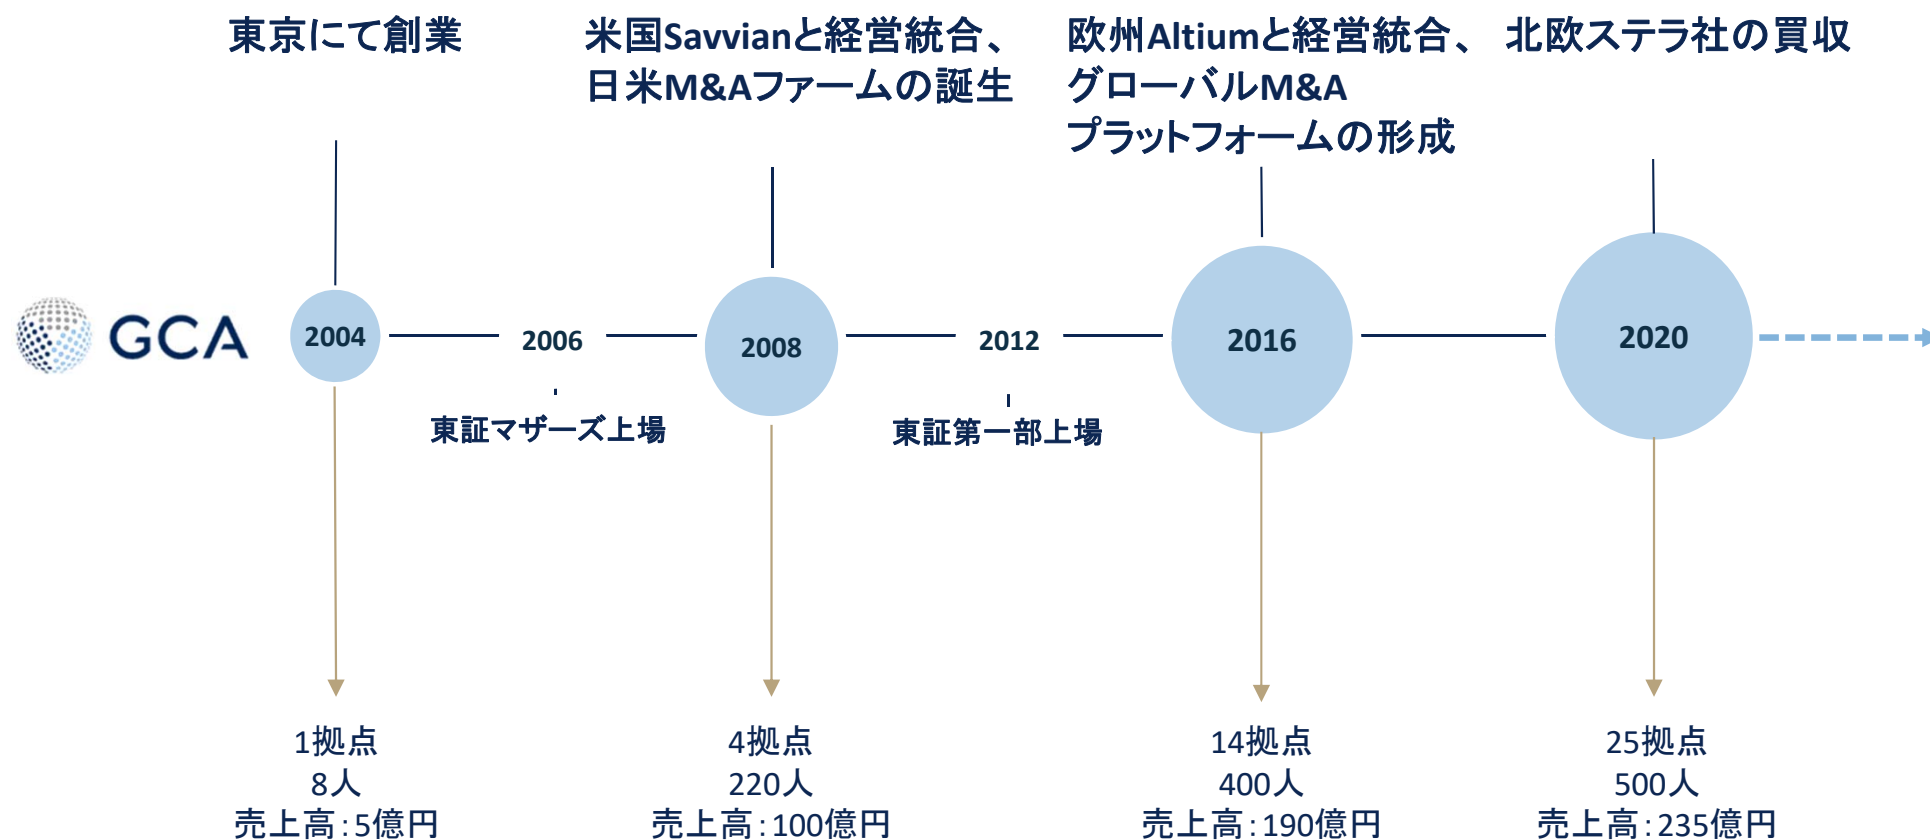 東京にて創業
米国Savvianと経営統合、
日米M&Aファームの誕生
欧州Altiumと経営統合、
グローバルM&A
プラットフォームの形成
北欧ステラ社の買収
GCA
2004
2006
2008
2012
2016
2020
東証マザーズ上場
東証第一部上場
1拠点
8人
売上高:5億円
4拠点
220人
売上高:100億円
14拠点
400人
売上高:190億円
25拠点
500人
売上高:235億円